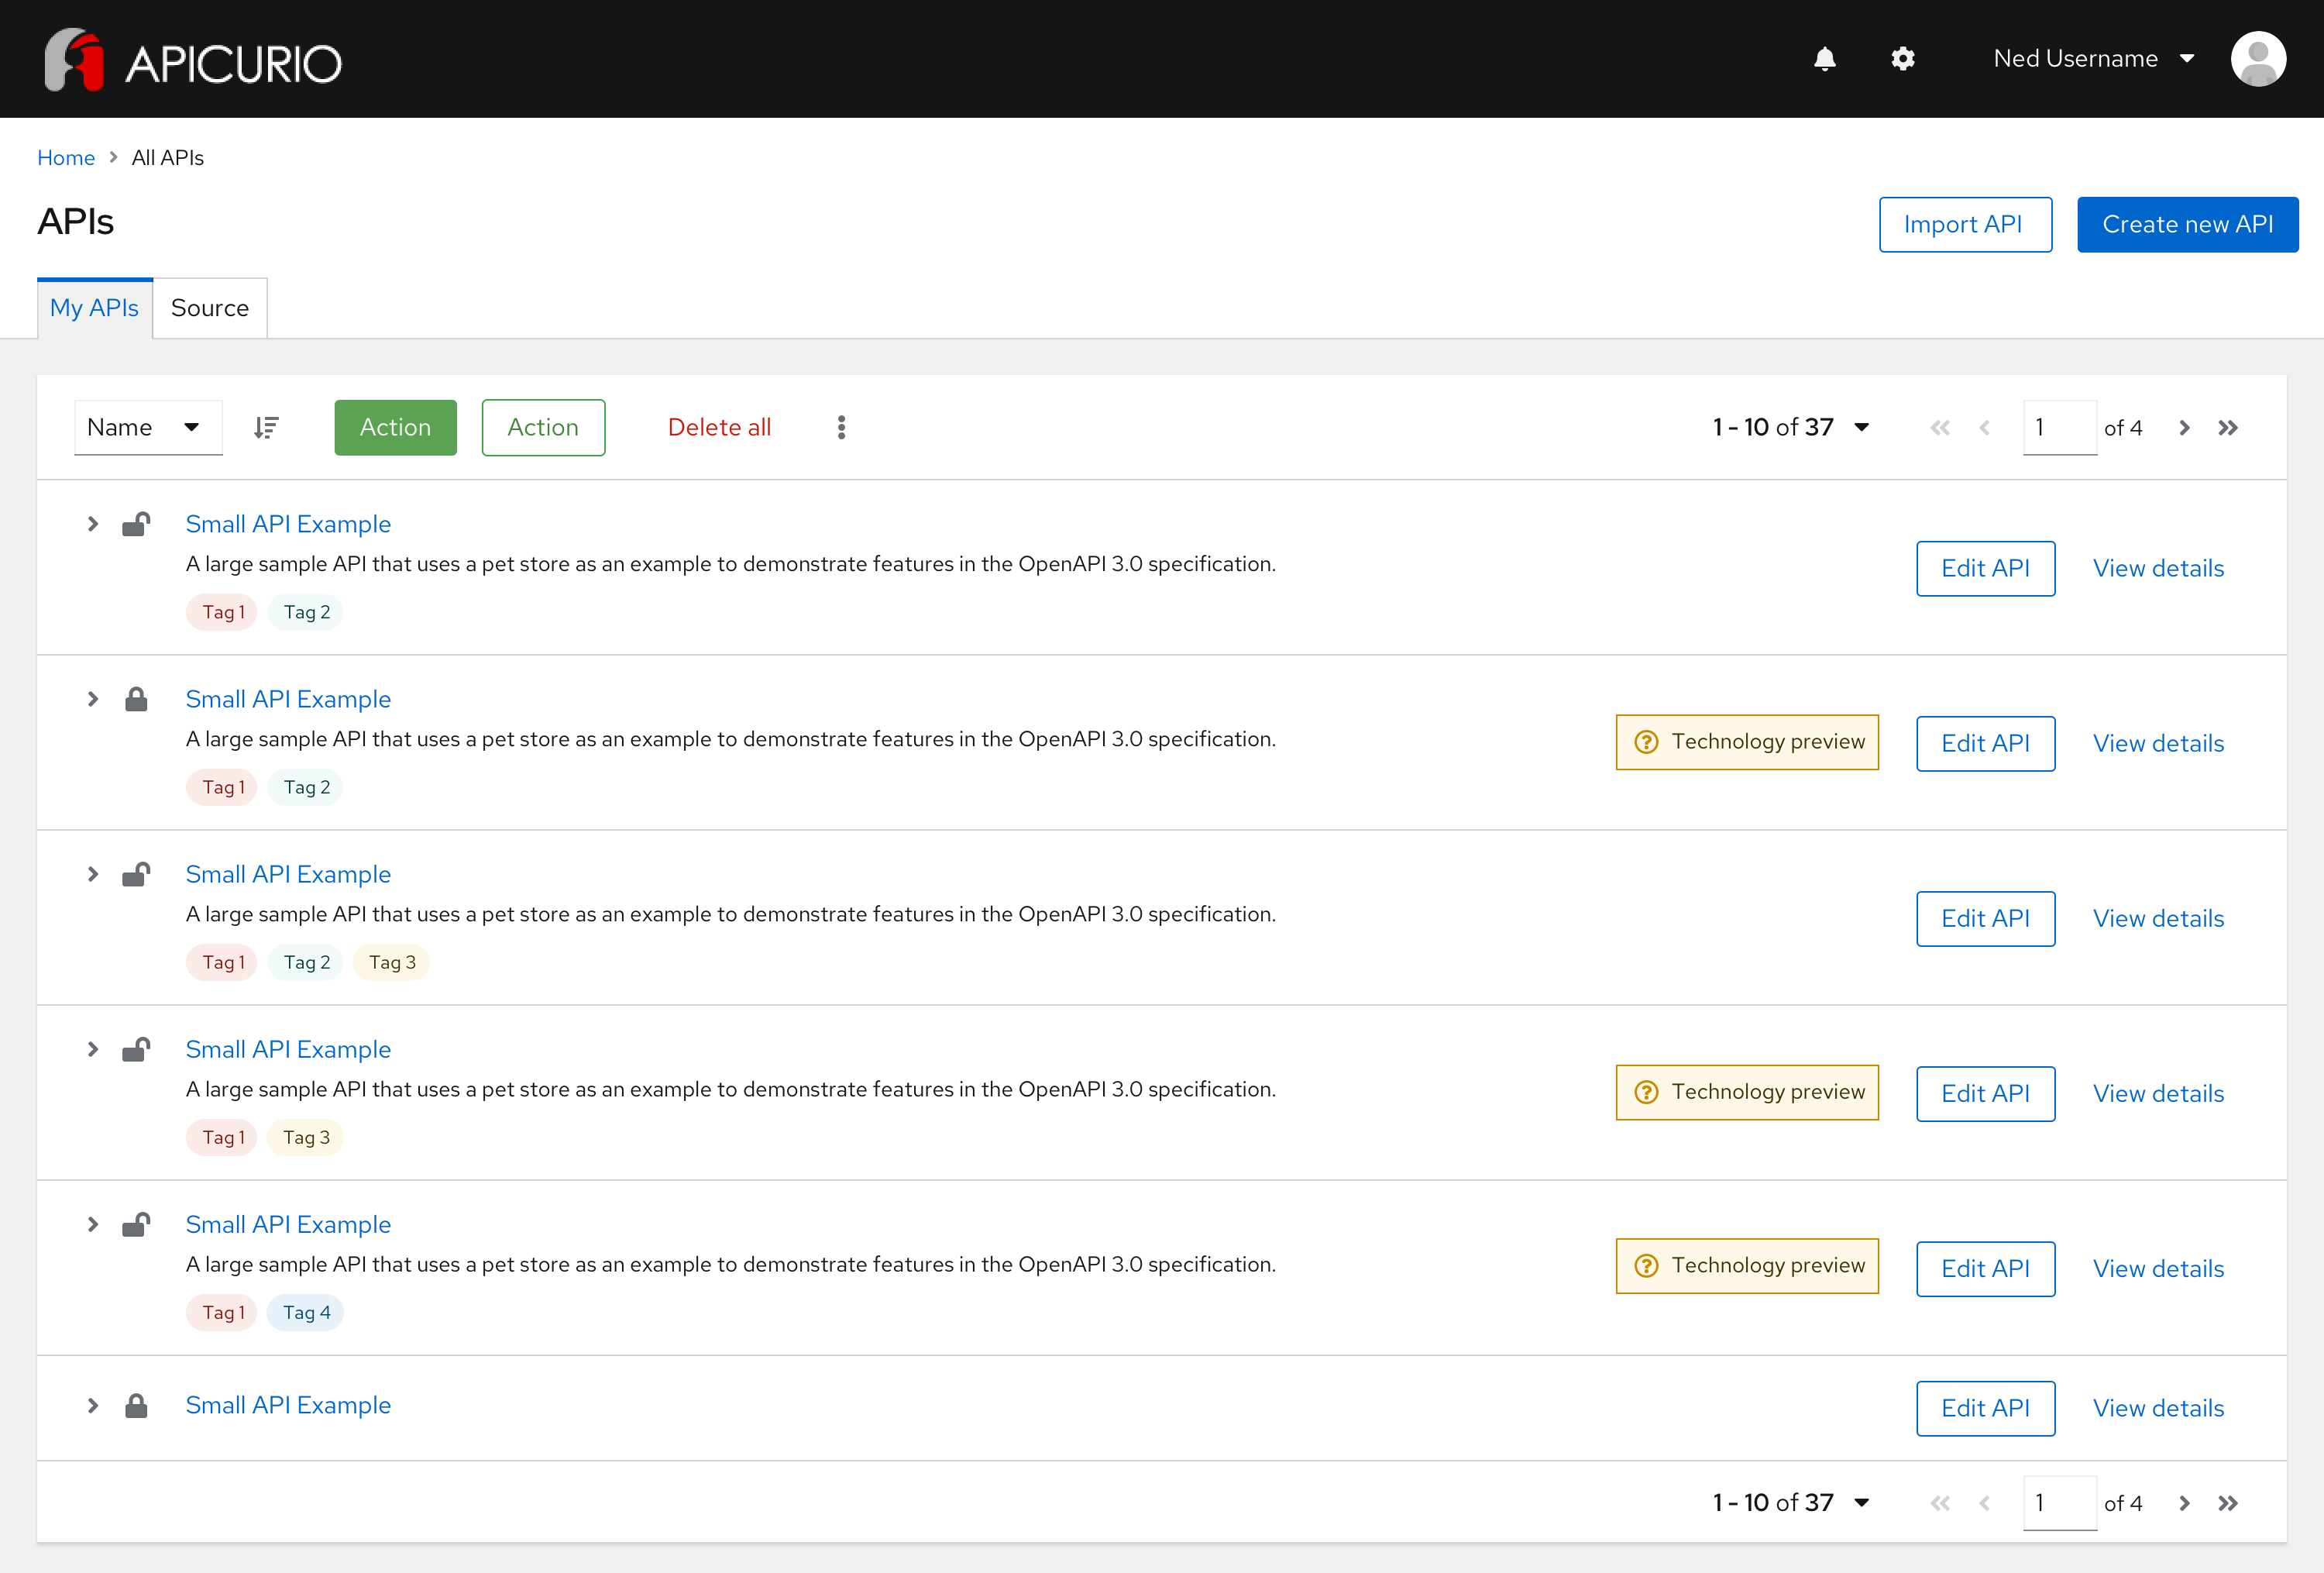 APICURIO
Ned Username
Home > All APIs
APIs
Import API
Create new API
My APIs
Source
Name
Action
Action
Delete all
1 - 10 of 37
1 of 4
Small API Example
A large sample API that uses a pet store as an example to demonstrate features in the OpenAPI 3.0 specification.
Tag 1 Tag 2
Edit API
View details
Small API Example
A large sample API that uses a pet store as an example to demonstrate features in the OpenAPI 3.0 specification.
Tag 1 Tag 2
Technology preview
Edit API
View details
Small API Example
A large sample API that uses a pet store as an example to demonstrate features in the OpenAPI 3.0 specification.
Tag 1 Tag 2 Tag 3
Edit API
View details
Small API Example
A large sample API that uses a pet store as an example to demonstrate features in the OpenAPI 3.0 specification.
Tag 1 Tag 3
Technology preview
Edit API
View details
Small API Example
A large sample API that uses a pet store as an example to demonstrate features in the OpenAPI 3.0 specification.
Tag 1 Tag 4
Technology preview
Edit API
View details
Small API Example
Edit API
View details
1 - 10 of 37
1 of 4